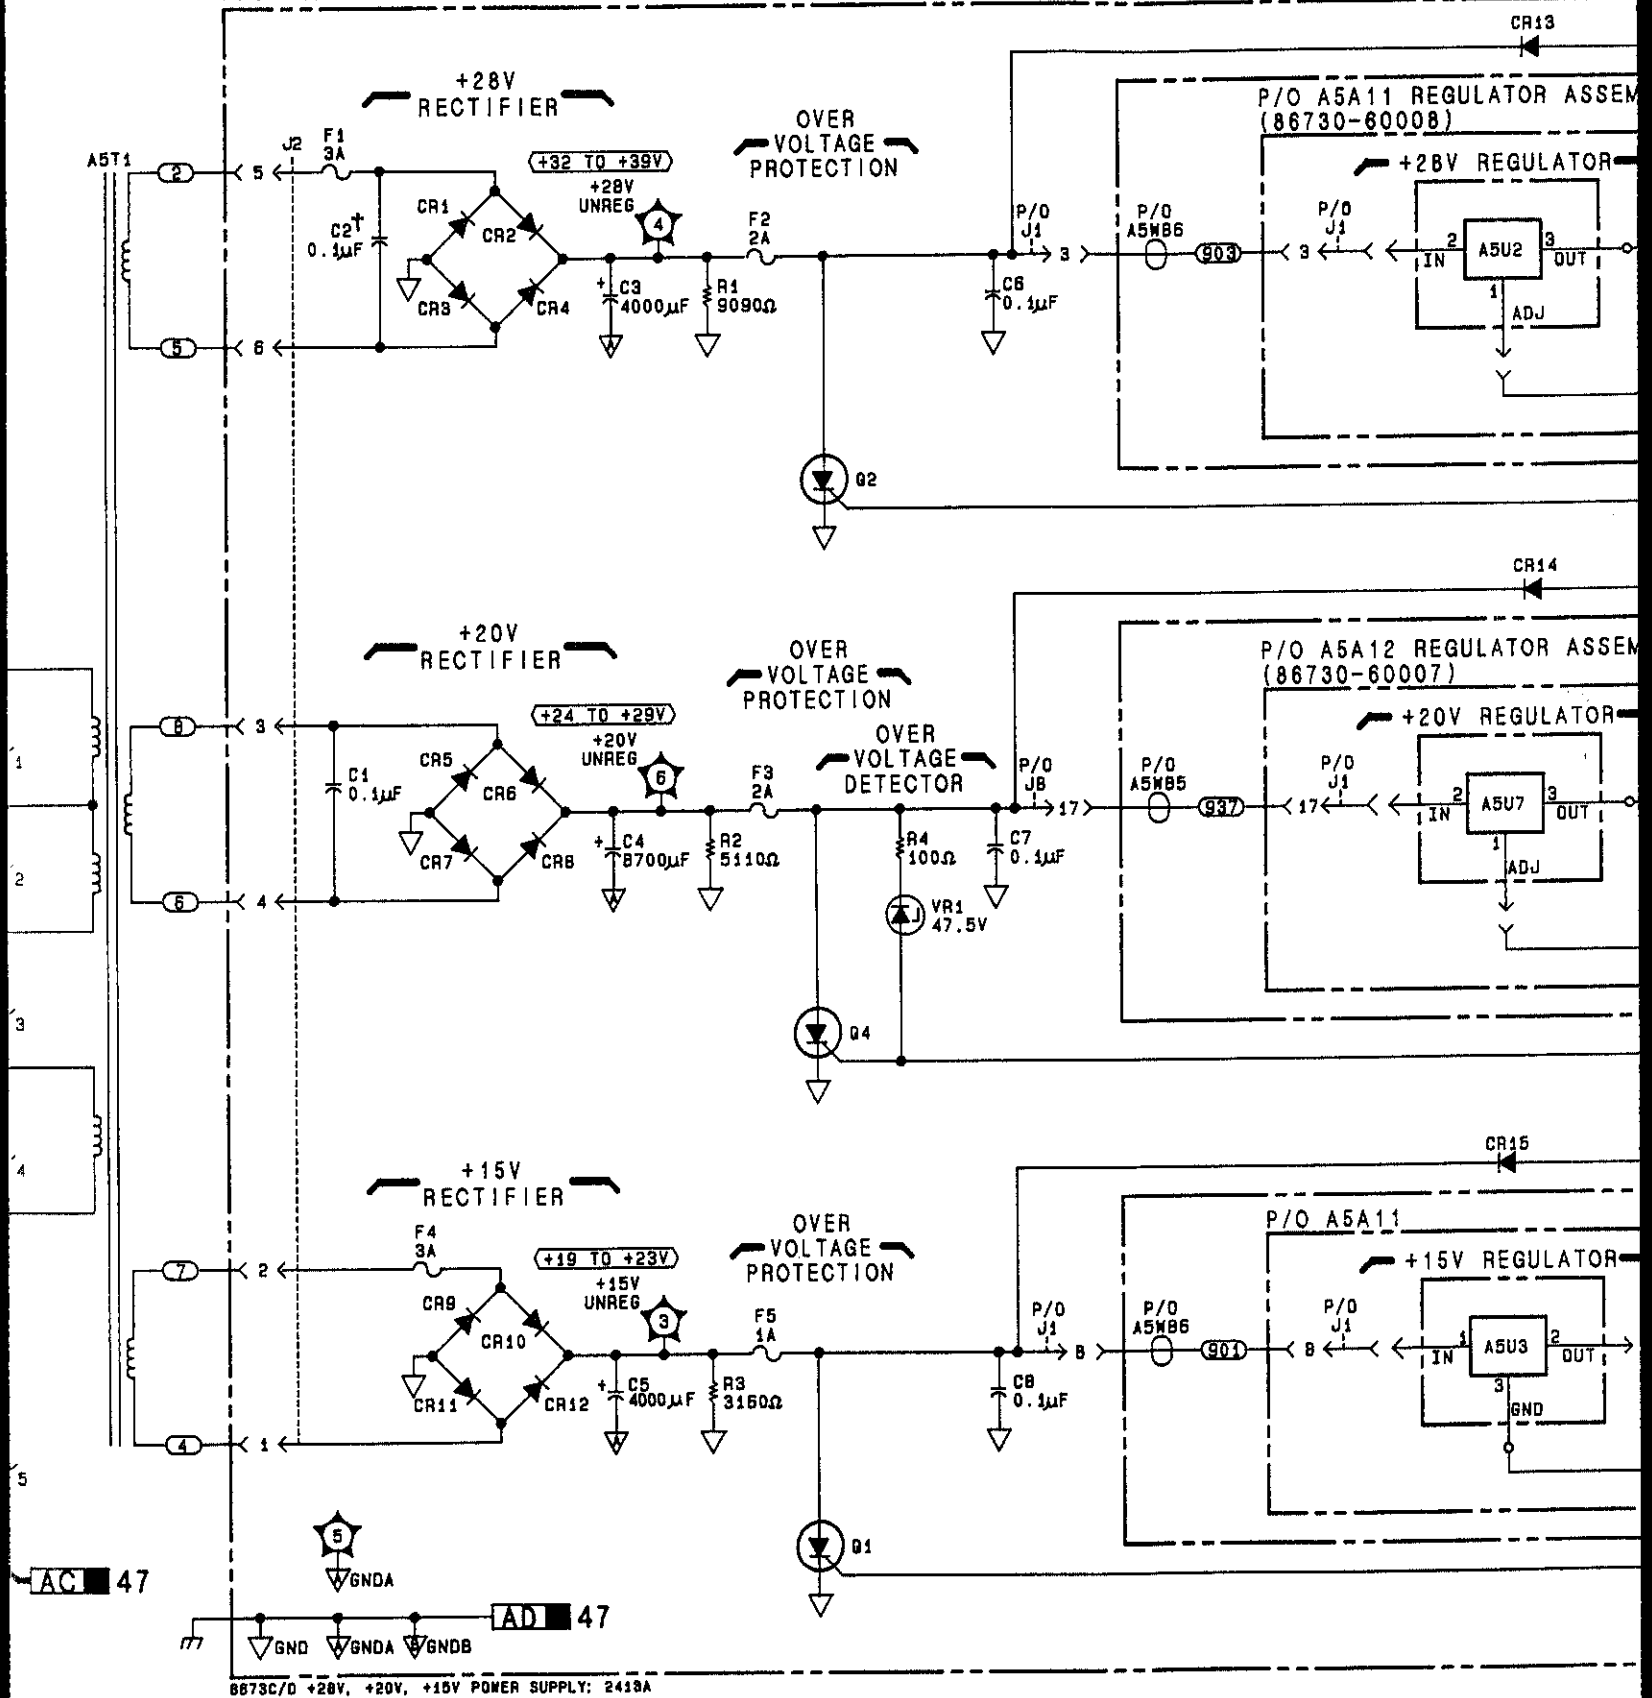 CR13
+28V
RECTIFIER
OVER
VOLTAGE
PROTECTION
P/O A5A11 REGULATOR ASSEM
(86730-60008)
+28V REGULATOR
A5T1
J2
F1
3A
2
5
+32 TO +39V
+28V
UNREG
4
F2
2A
P/O
J1
3
P/O
A5WB6
903
3
P/O
J1
2
IN
A5U2
3
OUT
1
ADJ
CR1
CR2
C2†
0.1µF
CR3
CR4
+
C3
4000µF
R1
9090Ω
C6
0.1µF
5
6
Q2
CR14
+20V
RECTIFIER
OVER
VOLTAGE
PROTECTION
P/O A5A12 REGULATOR ASSEM
(86730-60007)
+20V REGULATOR
8
3
+24 TO +29V
+20V
UNREG
6
F3
2A
OVER
VOLTAGE
DETECTOR
P/O
J8
17
P/O
A5WB5
937
17
P/O
J1
2
IN
A5U7
3
OUT
1
ADJ
1
C1
0.1µF
CR5
CR6
CR7
CR8
+
C4
8700µF
R2
5110Ω
R4
100Ω
C7
0.1µF
2
6
4
VR1
47.5V
3
Q4
CR15
4
+15V
RECTIFIER
OVER
VOLTAGE
PROTECTION
P/O A5A11
+15V REGULATOR
F4
3A
7
2
+19 TO +23V
+15V
UNREG
3
F5
1A
P/O
J1
8
P/O
A5WB6
901
8
P/O
J1
1
IN
A5U3
2
OUT
3
GND
CR9
CR10
CR11
CR12
+
C5
4000µF
R3
3160Ω
C8
0.1µF
4
1
5
5
Q1
A
GNDA
AC 47
AD 47
GND
A
GNDA
B
GNDB
8673C/D +28V, +20V, +15V POWER SUPPLY: 2413A